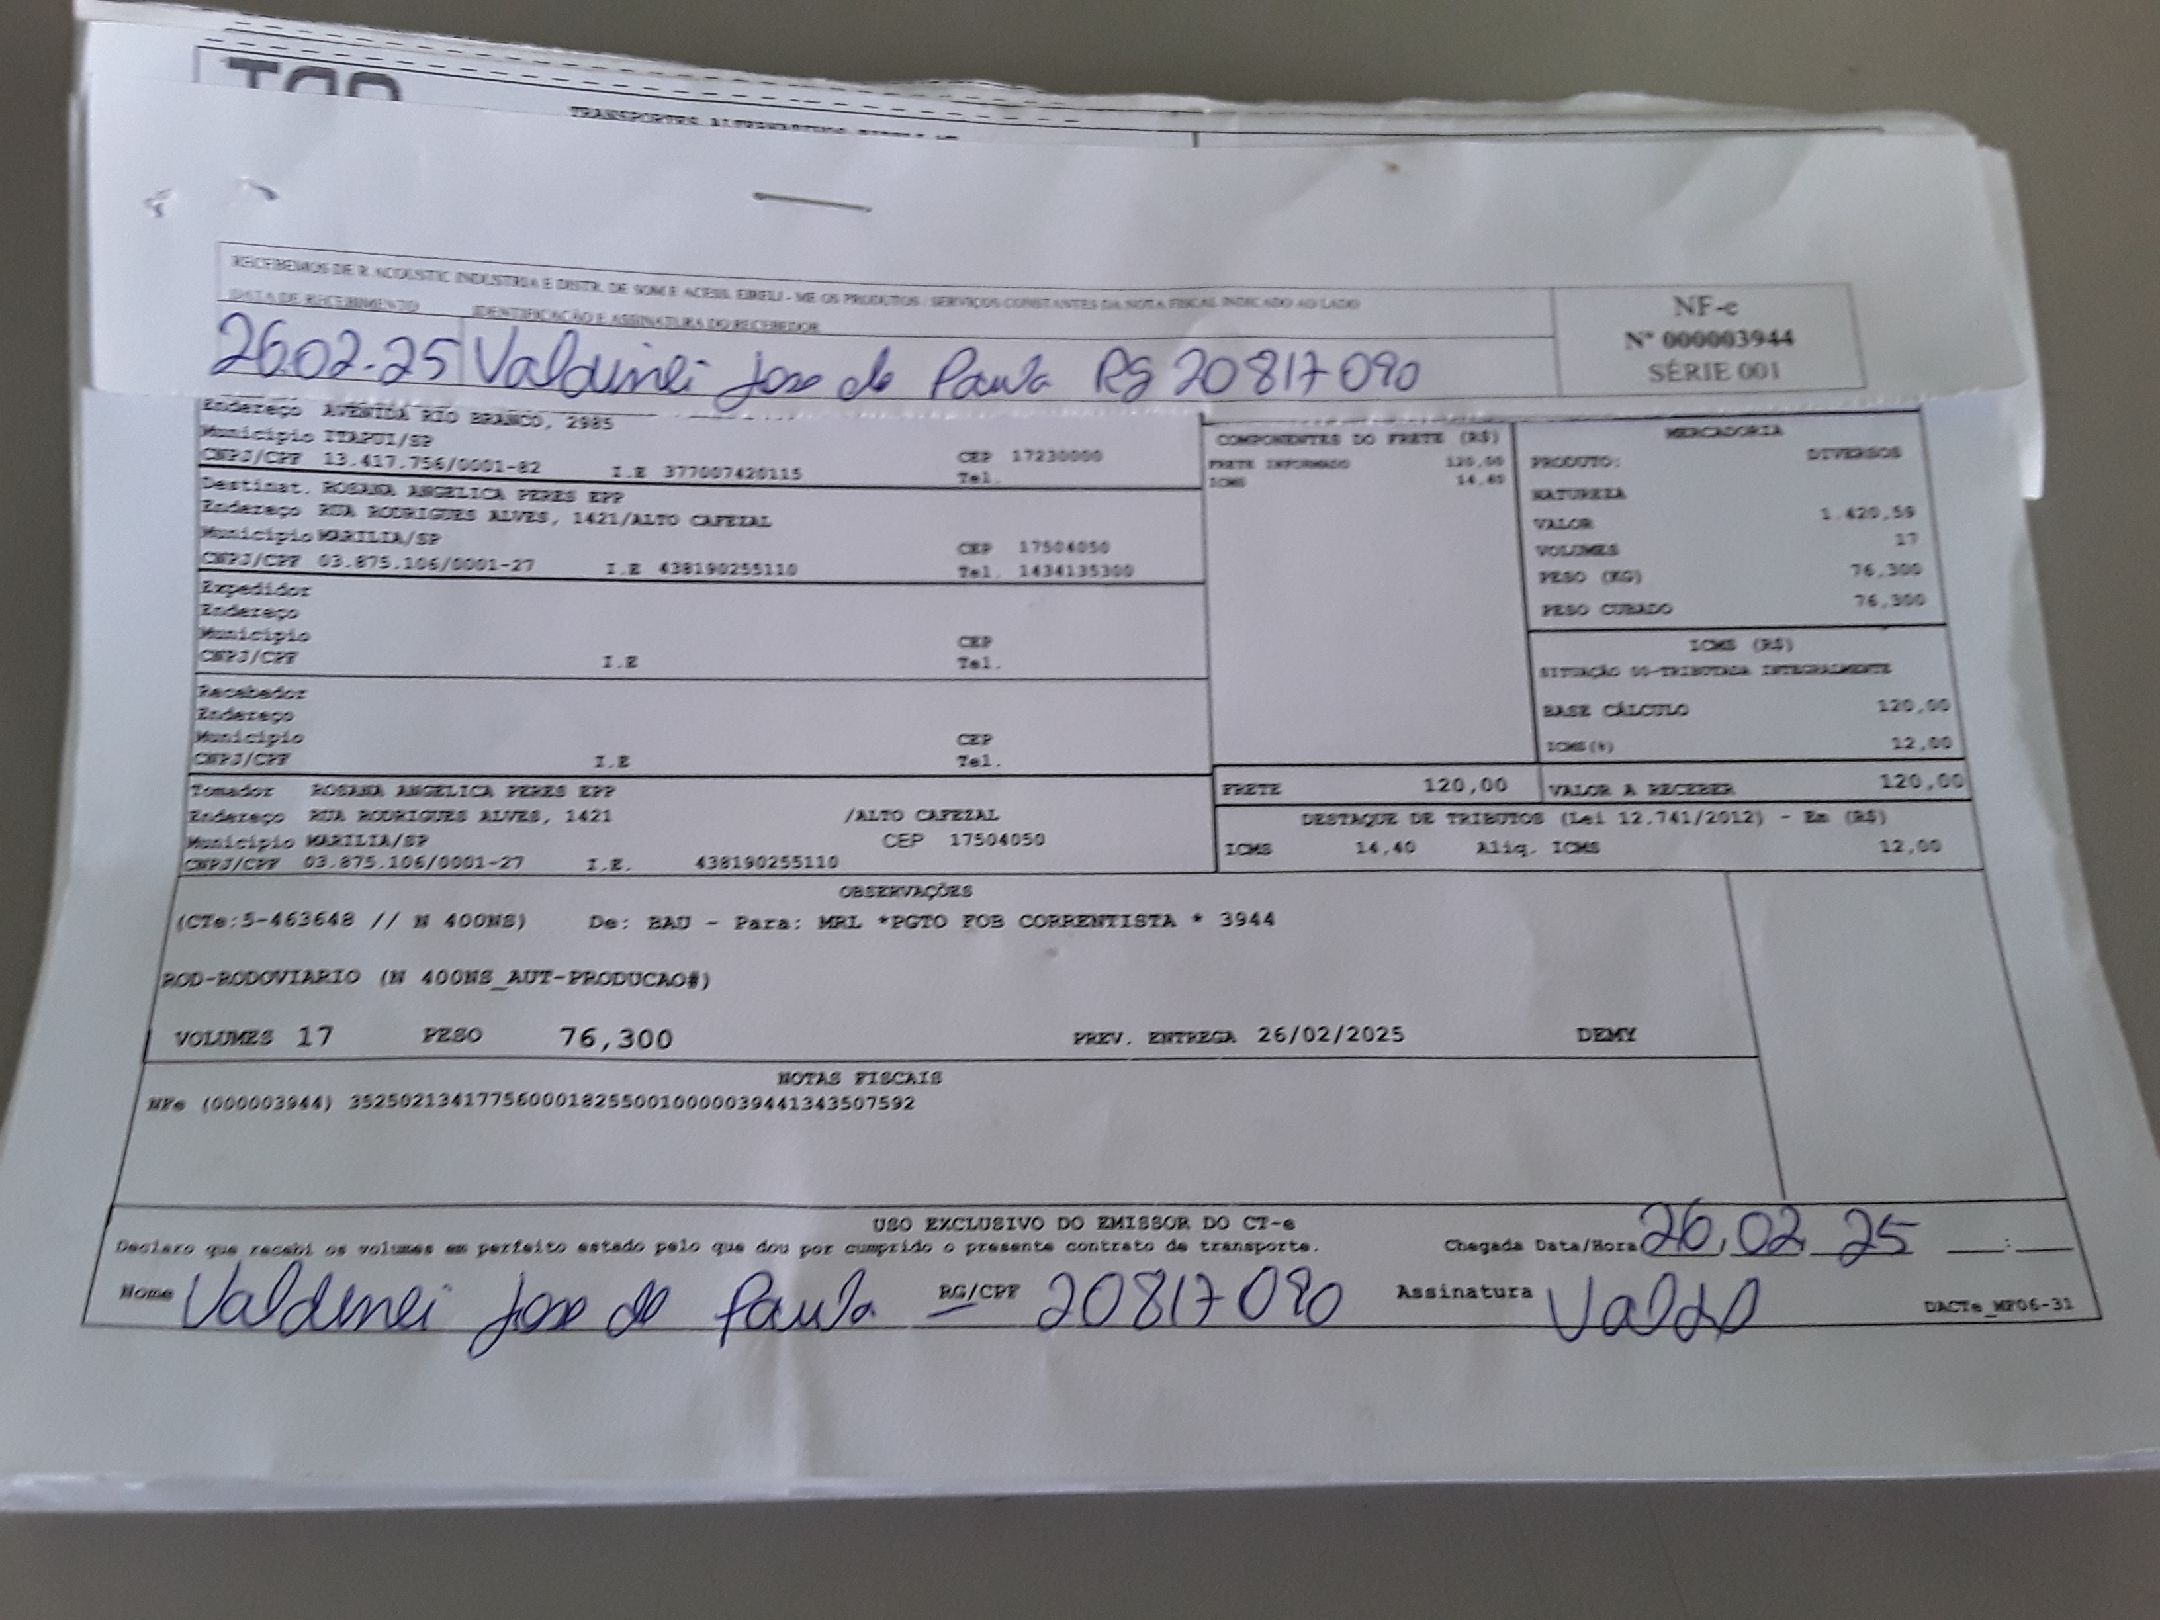 TRANSPORTES
RECEBEMOS DE R. ACOUSTIC INDUSTRIA E DISTR. DE SOM E ACESS. EIRELI - ME OS PRODUTOS / SERVIÇOS CONSTANTES DA NOTA FISCAL INDICADO AO LADO
DATA DE RECEBIMENTO IDENTIFICAÇÃO E ASSINATURA DO RECEBEDOR
26.02.25 Valdinei Jose de Paula RG 20817090
NF-e
Nº 000003944
SÉRIE 001
Endereço AVENIDA RIO BRANCO, 2985
Município ITAPUI/SP CEP 17230000
CNPJ/CPF 13.417.756/0001-82 I.E 377007420115 Tel.
Destinat. ROSANA ANGELICA PERES EPP
Endereço RUA RODRIGUES ALVES, 1421/ALTO CAFEZAL
Município MARILIA/SP CEP 17504050
CNPJ/CPF 03.875.106/0001-27 I.E 438190255110 Tel. 1434135300
Expedidor
Endereço
Município CEP
CNPJ/CPF I.E Tel.
Recebedor
Endereço
Município CEP
CNPJ/CPF I.E Tel.
Tomador ROSANA ANGELICA PERES EPP
Endereço RUA RODRIGUES ALVES, 1421 /ALTO CAFEZAL
Município MARILIA/SP CEP 17504050
CNPJ/CPF 03.875.106/0001-27 I.E. 438190255110
COMPONENTES DO FRETE (R$)
FRETE INFORMADO 120,00
ICMS 14,40
MERCADORIA
PRODUTO: DIVERSOS
NATUREZA
VALOR 1.420,59
VOLUMES 17
PESO (KG) 76,300
PESO CUBADO 76,300
ICMS (R$)
SITUAÇÃO 00-TRIBUTADA INTEGRALMENTE
BASE CÁLCULO 120,00
ICMS(%) 12,00
FRETE 120,00 VALOR A RECEBER 120,00
DESTAQUE DE TRIBUTOS (Lei 12.741/2012) - Em (R$)
ICMS 14,40 Aliq. ICMS 12,00
OBSERVAÇÕES
(CTe:5-463648 // N 400NS) De: BAU - Para: MRL *PGTO FOB CORRENTISTA * 3944
ROD-RODOVIARIO (N 400NS_AUT-PRODUCAO#)
VOLUMES 17 PESO 76,300 PREV. ENTREGA 26/02/2025 DEMY
NOTAS FISCAIS
NFe (000003944) 35250213417756000182550010000039441343507592
USO EXCLUSIVO DO EMISSOR DO CT-e
Declaro que recebi os volumes em perfeito estado pelo que dou por cumprido o presente contrato de transporte. Chegada Data/Hora 26.02.25 __:__
Nome Valdinei Jose de Paula RG/CPF 20817090 Assinatura
DACTe_MF06-31